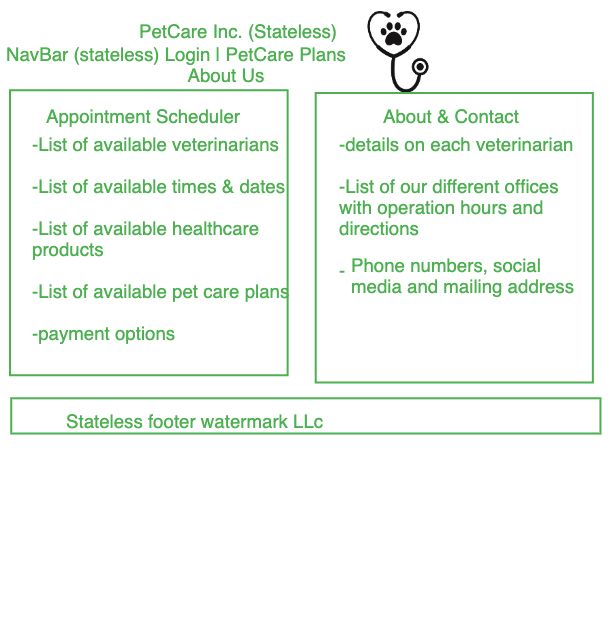 PetCare Inc. (Stateless)
NavBar (stateless) Login | PetCare Plans
About Us
Appointment Scheduler
-List of available veterinarians
-List of available times & dates
-List of available healthcare
products
-List of available pet care plans
-payment options
About & Contact
-details on each veterinarian
-List of our different offices
with operation hours and
directions
- Phone numbers, social
media and mailing address
Stateless footer watermark LLc